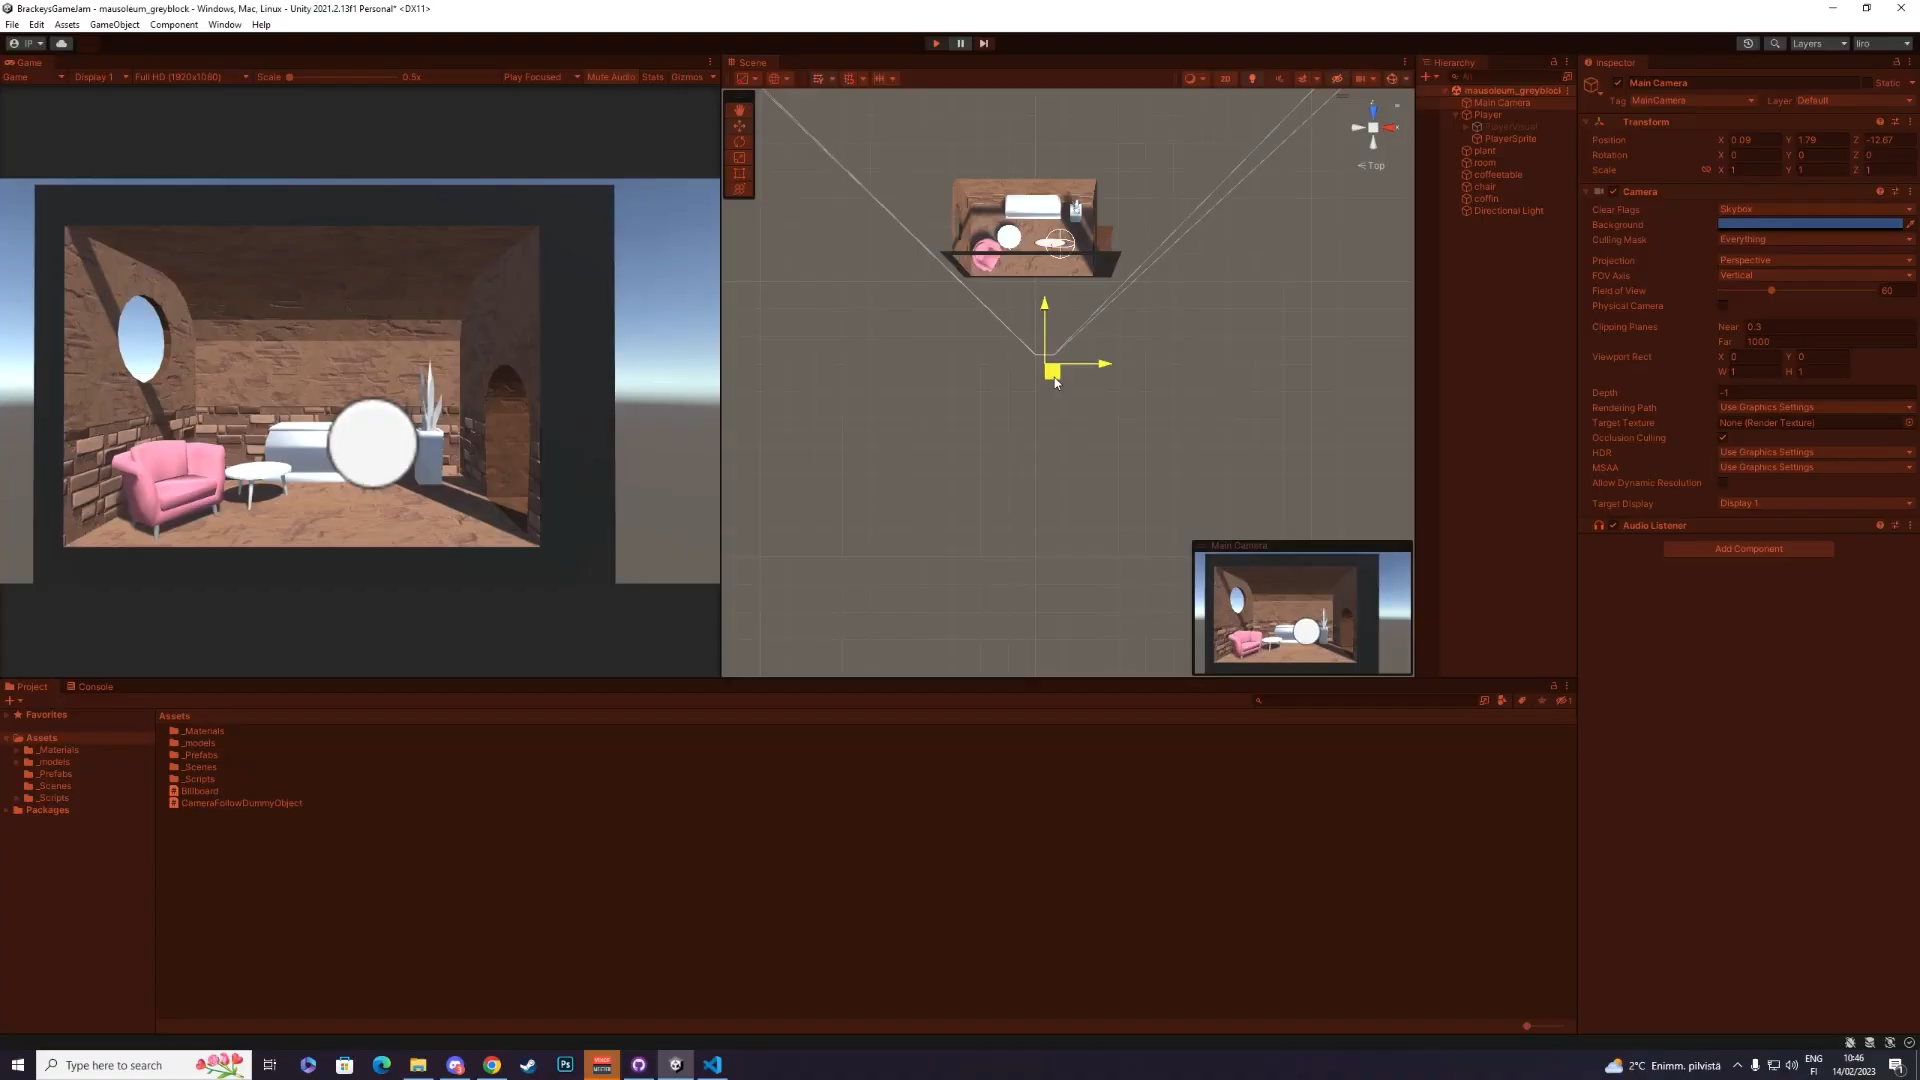 BrackeysGameJam - mausoleum_greyblock - Windows, Mac, Linux - Unity 2021.2.13f1 Personal* <DX11>
File Edit Assets GameObject Component Window Help
IP
Layers
liro
Game
Game Display 1 Full HD (1920x1080) Scale 0.5x Play Focused Mute Audio Stats Gizmos
Scene
2D
Top
Main Camera
Hierarchy
All
mausoleum_greyblock
Main Camera
Player
PlayerVisual
PlayerSprite
plant
room
coffeetable
chair
coffin
Directional Light
Inspector
Main Camera Static
Tag MainCamera Layer Default
Transform
Position X 0.09 Y 1.79 Z -12.67
Rotation X 0 Y 0 Z 0
Scale X 1 Y 1 Z 1
Camera
Clear Flags Skybox
Background
Culling Mask Everything
Projection Perspective
FOV Axis Vertical
Field of View 60
Physical Camera
Clipping Planes Near 0.3
Far 1000
Viewport Rect X 0 Y 0
W 1 H 1
Depth -1
Rendering Path Use Graphics Settings
Target Texture None (Render Texture)
Occlusion Culling
HDR Use Graphics Settings
MSAA Use Graphics Settings
Allow Dynamic Resolution
Target Display Display 1
Audio Listener
Add Component
Project Console
Favorites
Assets
_Materials
_models
_Prefabs
_Scenes
_Scripts
Packages
Assets
_Materials
_models
_Prefabs
_Scenes
_Scripts
Billboard
CameraFollowDummyObject
Type here to search
Ps
2°C Enimm. pilvistä
ENG
FI
10:46
14/02/2023